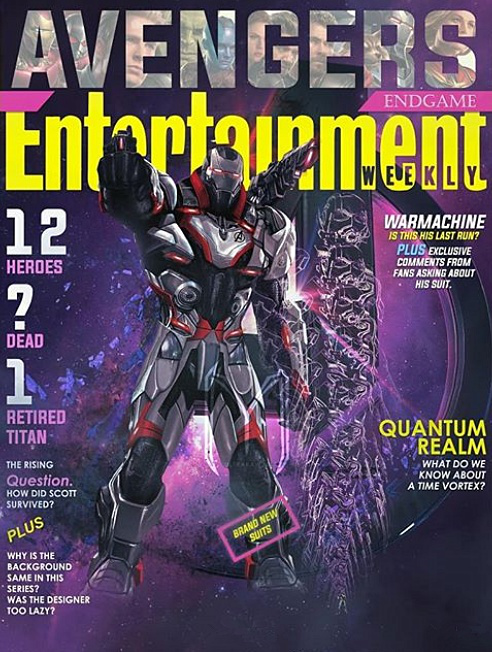 AVENGERS
ENDGAME
Entertainment
WEEKLY
12
HEROES
?
DEAD
1
RETIRED
TITAN
THE RISING
Question.
HOW DID SCOTT
SURVIVED?
PLUS
WHY IS THE
BACKGROUND
SAME IN THIS
SERIES?
WAS THE DESIGNER
TOO LAZY?
WARMACHINE
IS THIS HIS LAST RUN?
PLUS EXCLUSIVE
COMMENTS FROM
FANS ASKING ABOUT
HIS SUIT.
QUANTUM
REALM
WHAT DO WE
KNOW ABOUT
A TIME VORTEX?
BRAND NEW
SUITS